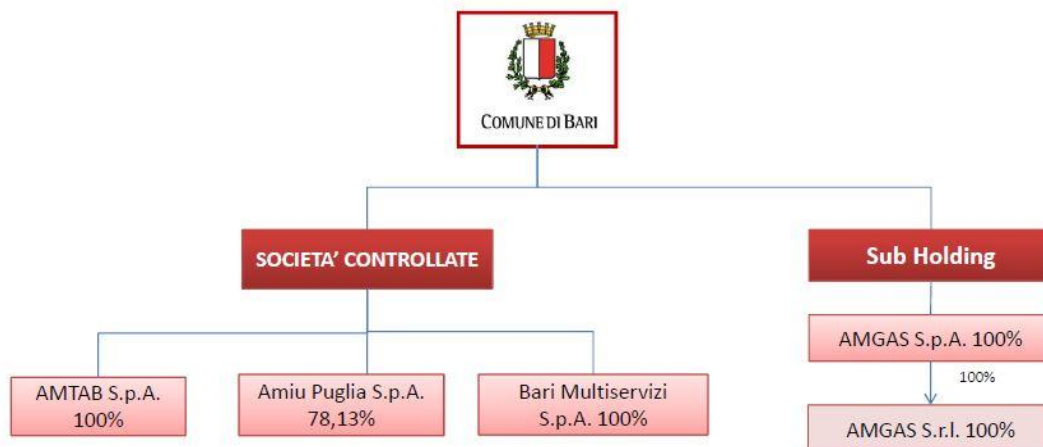 COMUNE DI BARI
SOCIETA’ CONTROLLATE
Sub Holding
AMGAS S.p.A. 100%
100%
AMTAB S.p.A.
100%
Amiu Puglia S.p.A.
78,13%
Bari Multiservizi
S.p.A. 100%
AMGAS S.r.l. 100%